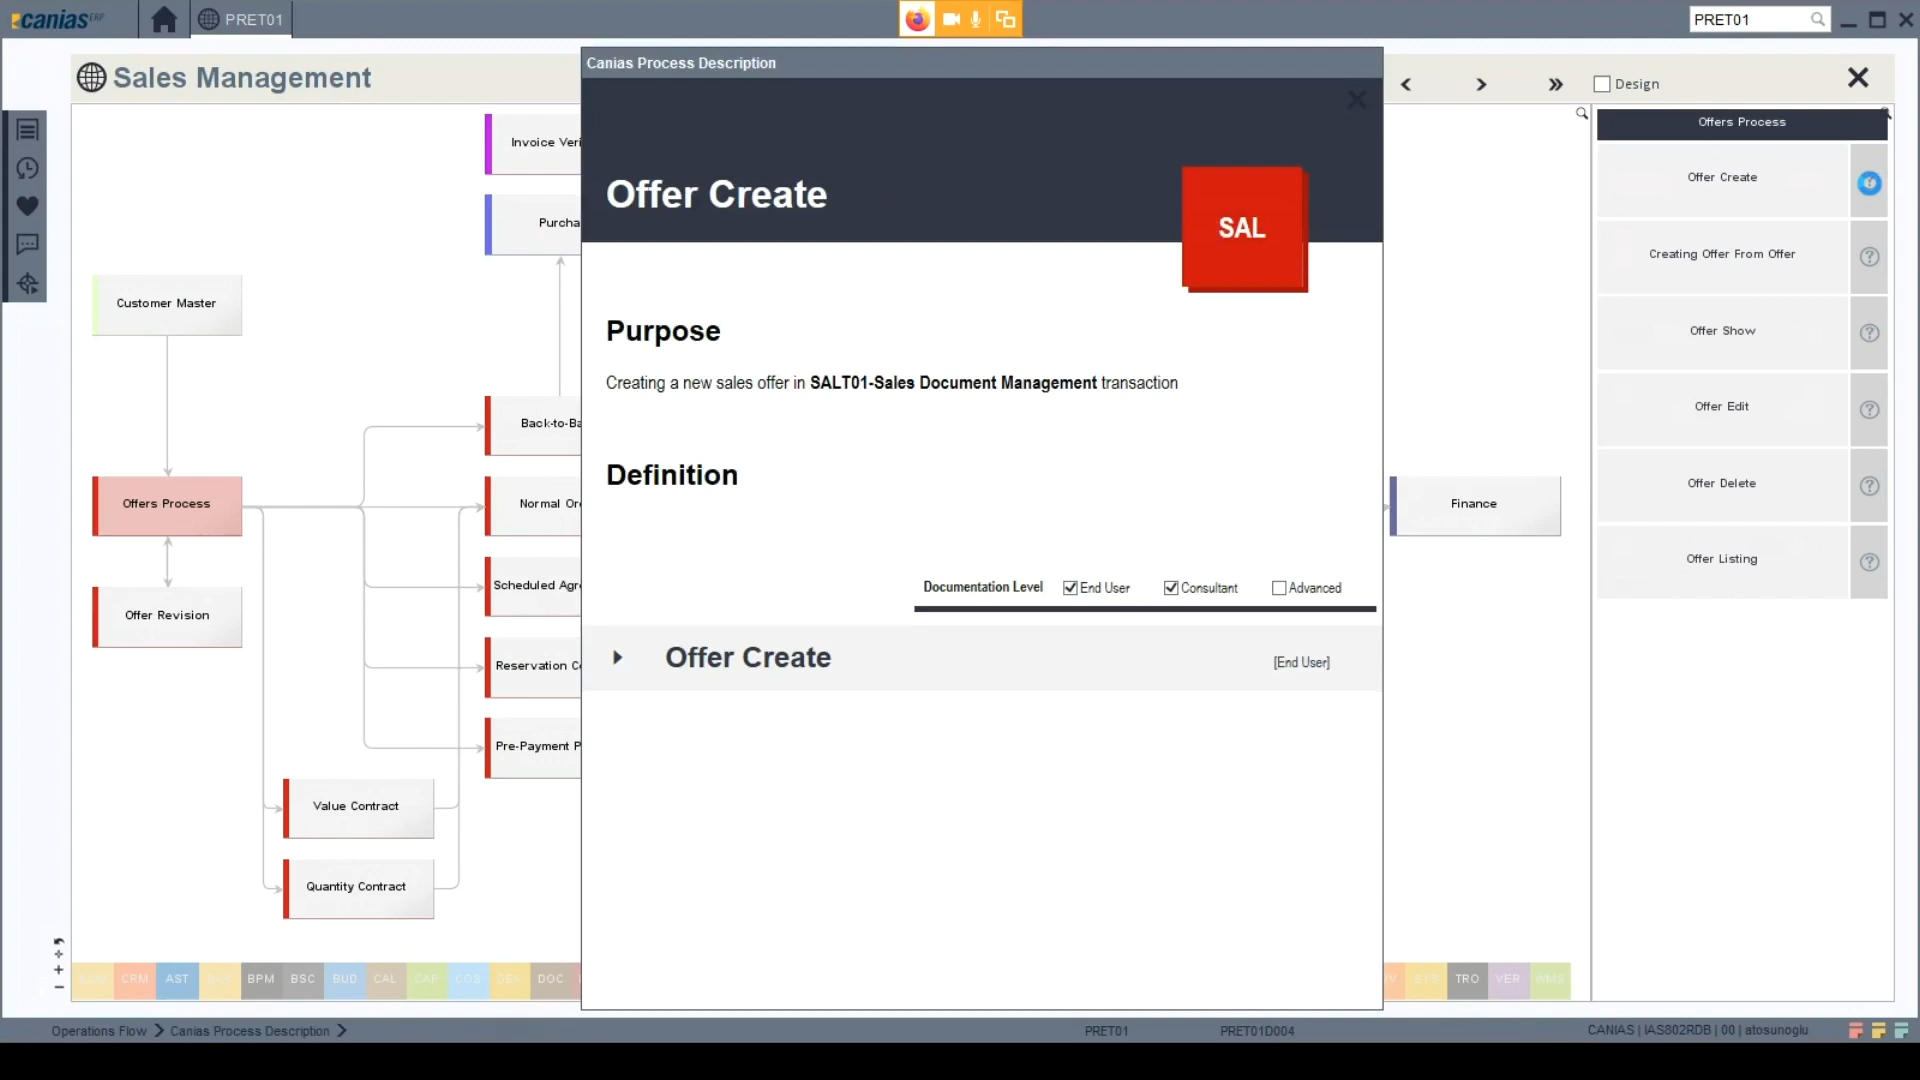 canias ERP
PRET01
PRET01
Sales Management
Canias Process Description
Design
Offer Create
SAL
Purpose
Creating a new sales offer in SALT01-Sales Document Management transaction
Definition
Documentation Level End User Consultant Advanced
Offer Create
[End User]
Invoice Veri
Purcha
Customer Master
Back-to-Ba
Offers Process
Normal Or
Finance
Scheduled Agr
Offer Revision
Reservation C
Pre-Payment P
Value Contract
Quantity Contract
Offers Process
Offer Create
Creating Offer From Offer
Offer Show
Offer Edit
Offer Delete
Offer Listing
CRM AST BPM BSC BUD CAL CAP COS DOC
TRO VER WMS
Operations Flow Canias Process Description
PRET01
PRET01D004
CANIAS | IAS802RDB | 00 | atosunoglu